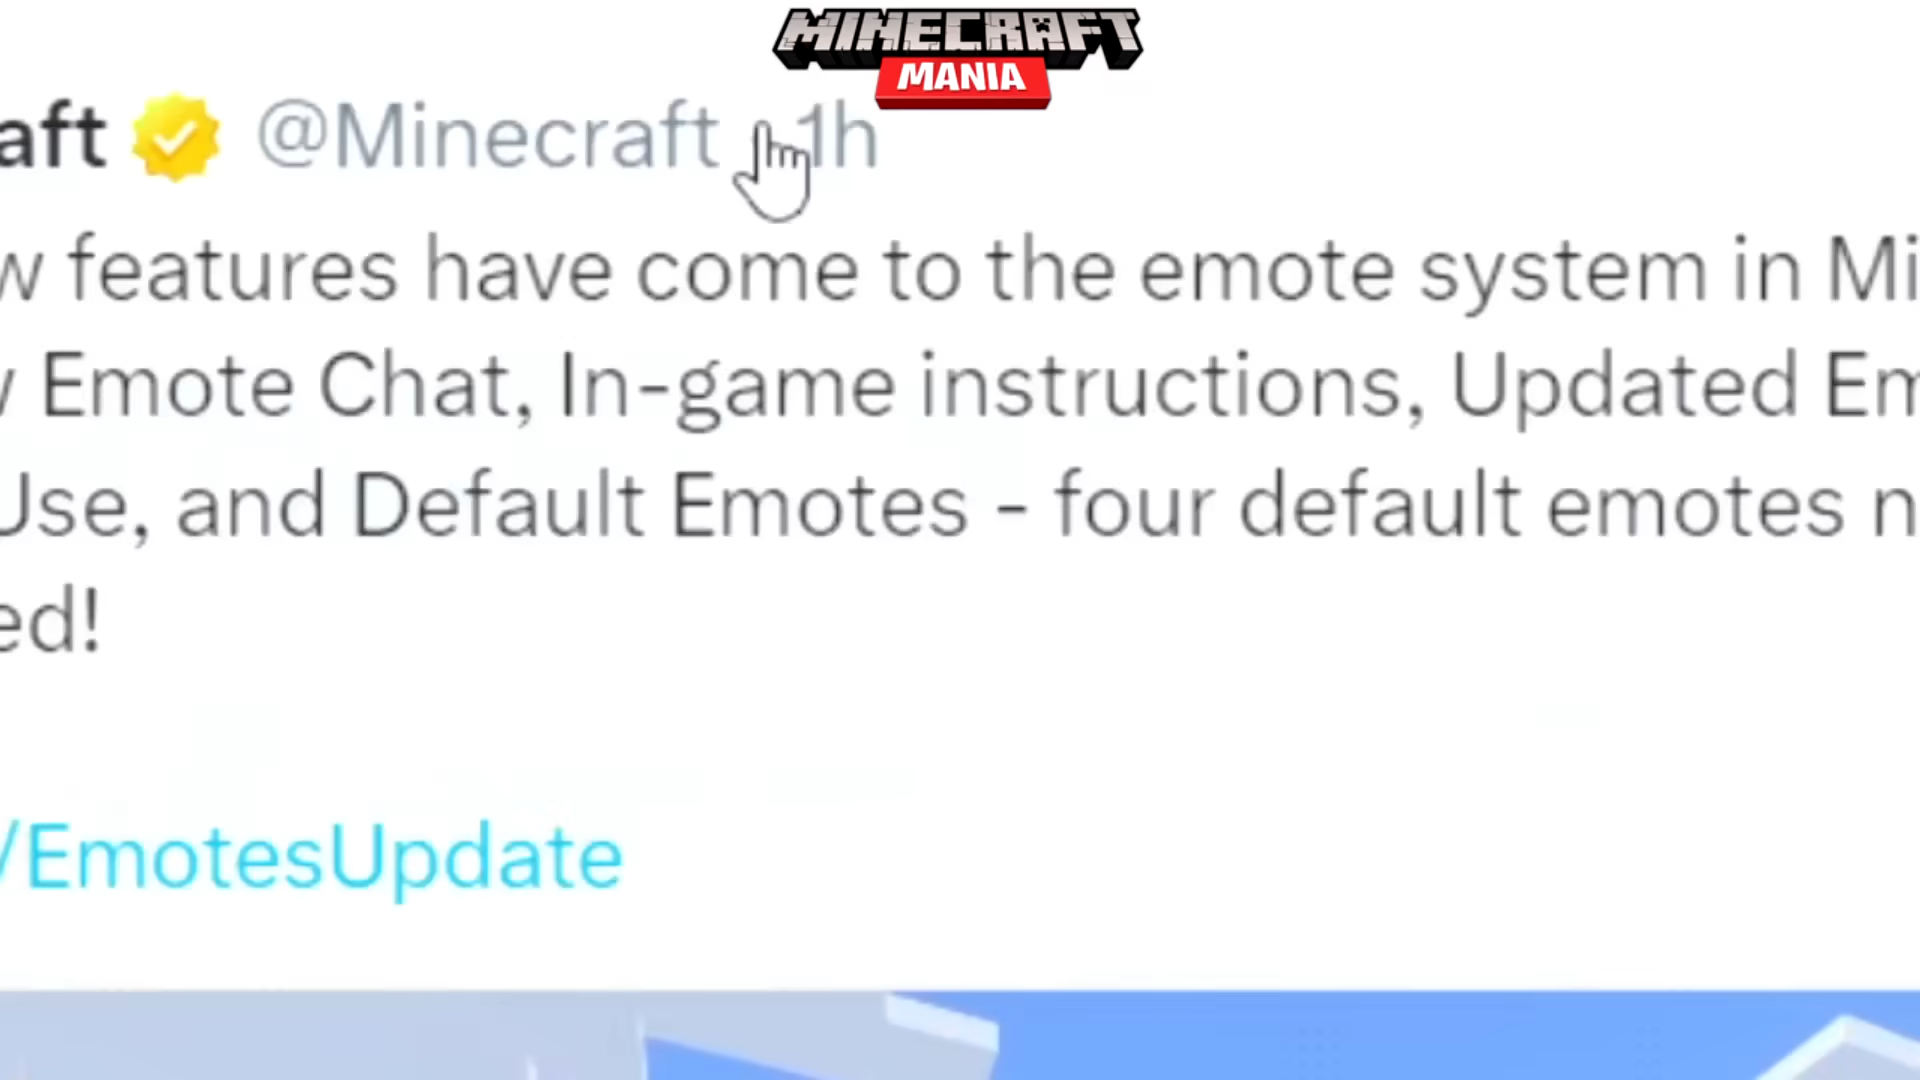 MINECRAFT
MANIA
aft @Minecraft · 1h
w features have come to the emote system in Mi
Emote Chat, In-game instructions, Updated Em
Use, and Default Emotes - four default emotes n
ed!
/EmotesUpdate